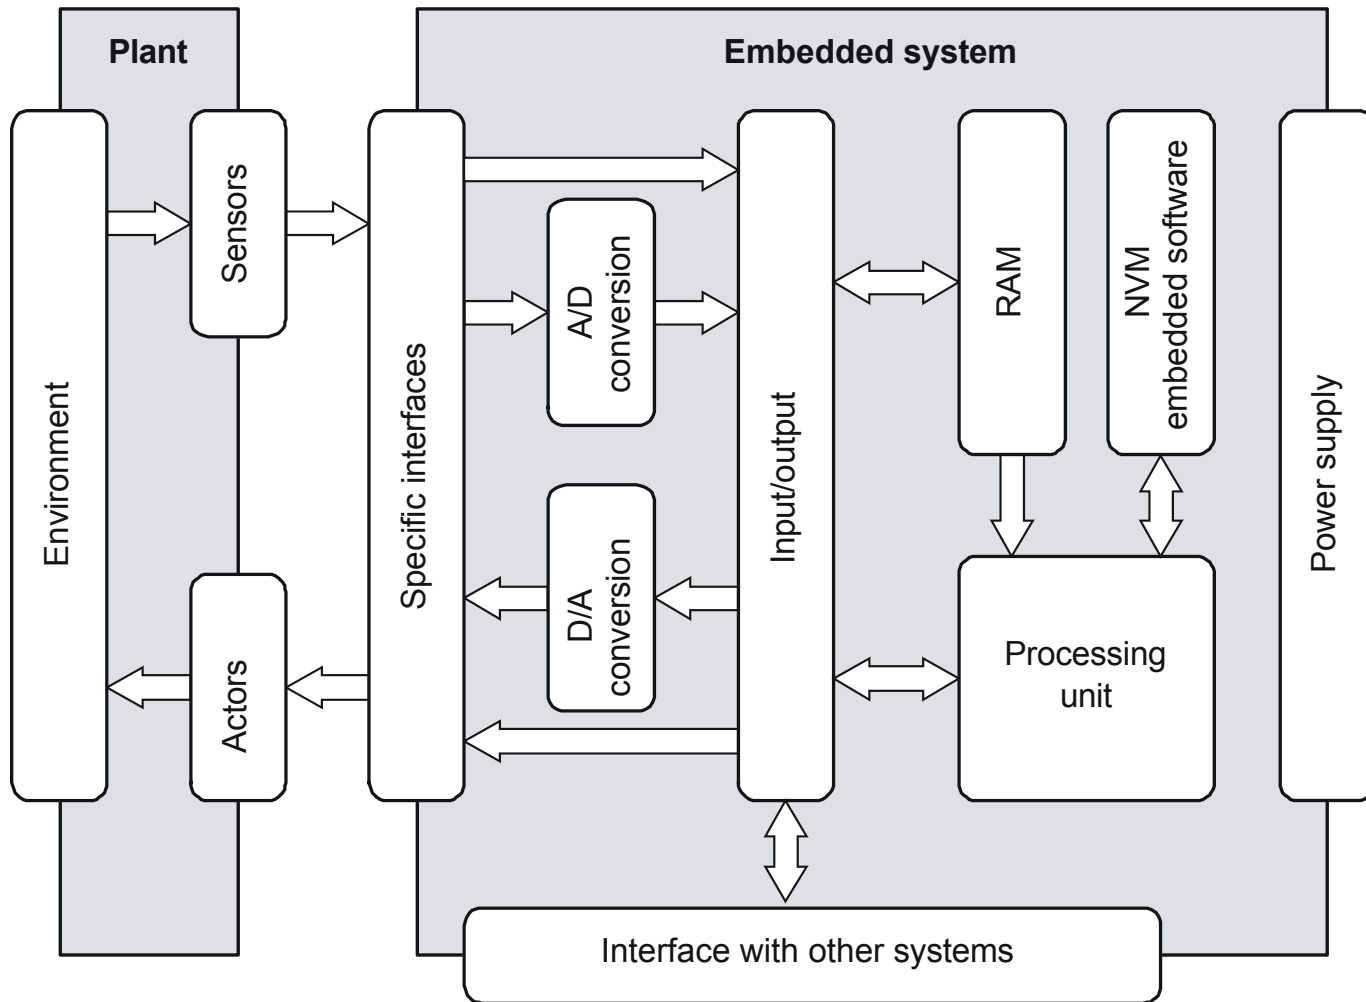 Plant
Embedded system
Environment
Sensors
Actors
Specific interfaces
A/D
conversion
D/A
conversion
Input/output
RAM
NVM
embedded software
Processing
unit
Power supply
Interface with other systems